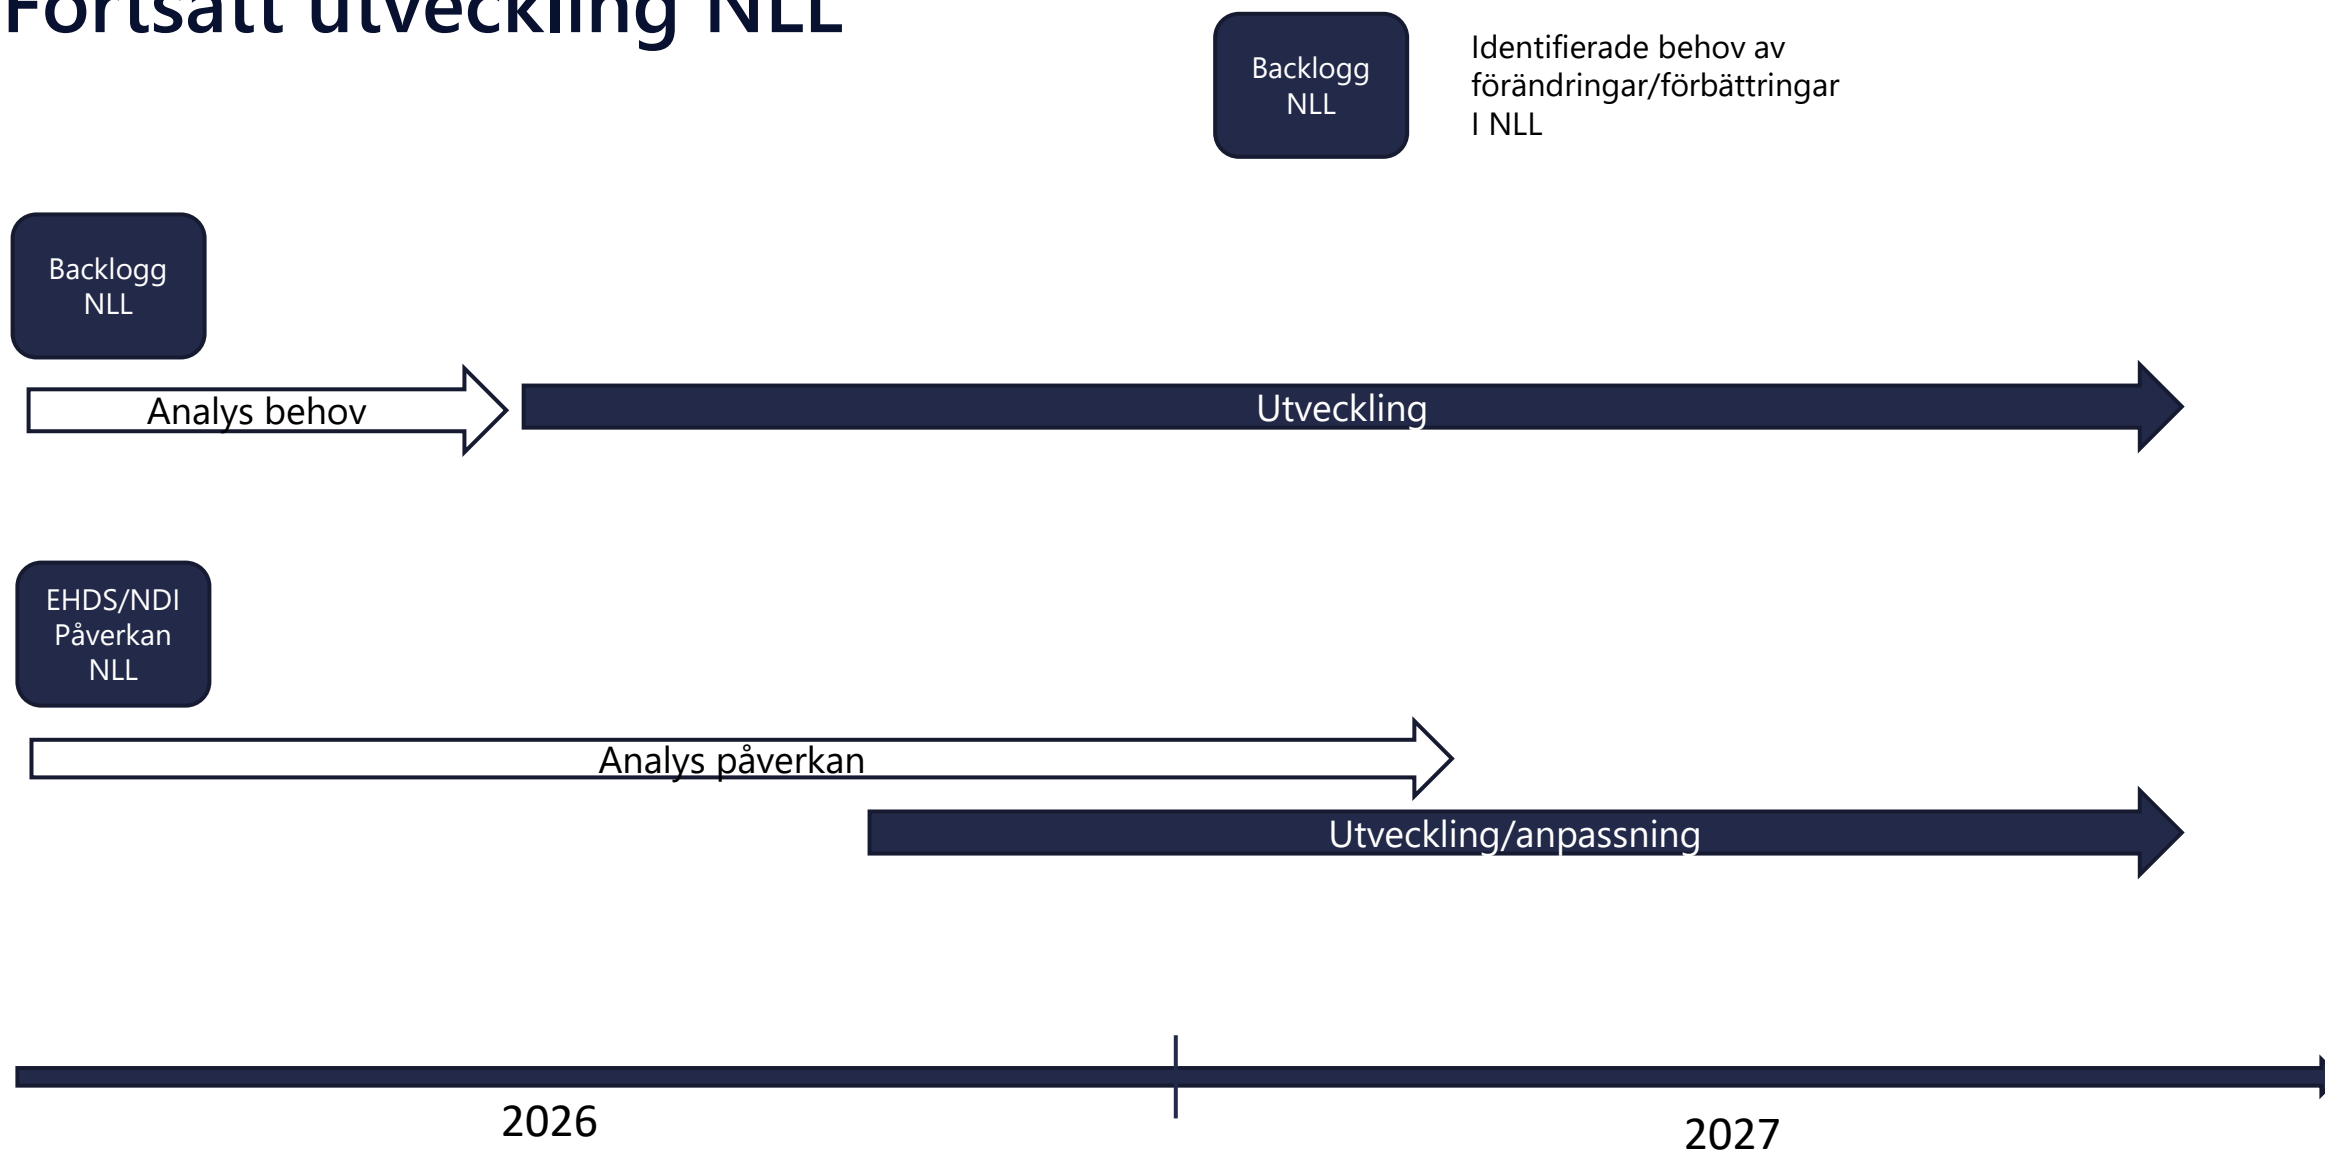 Fortsatt utveckling NLL
Backlogg
NLL
Identifierade behov av
förändringar/förbättringar
I NLL
Backlogg
NLL
Analys behov
Utveckling
EHDS/NDI
Påverkan
NLL
Analys påverkan
Utveckling/anpassning
2026
2027